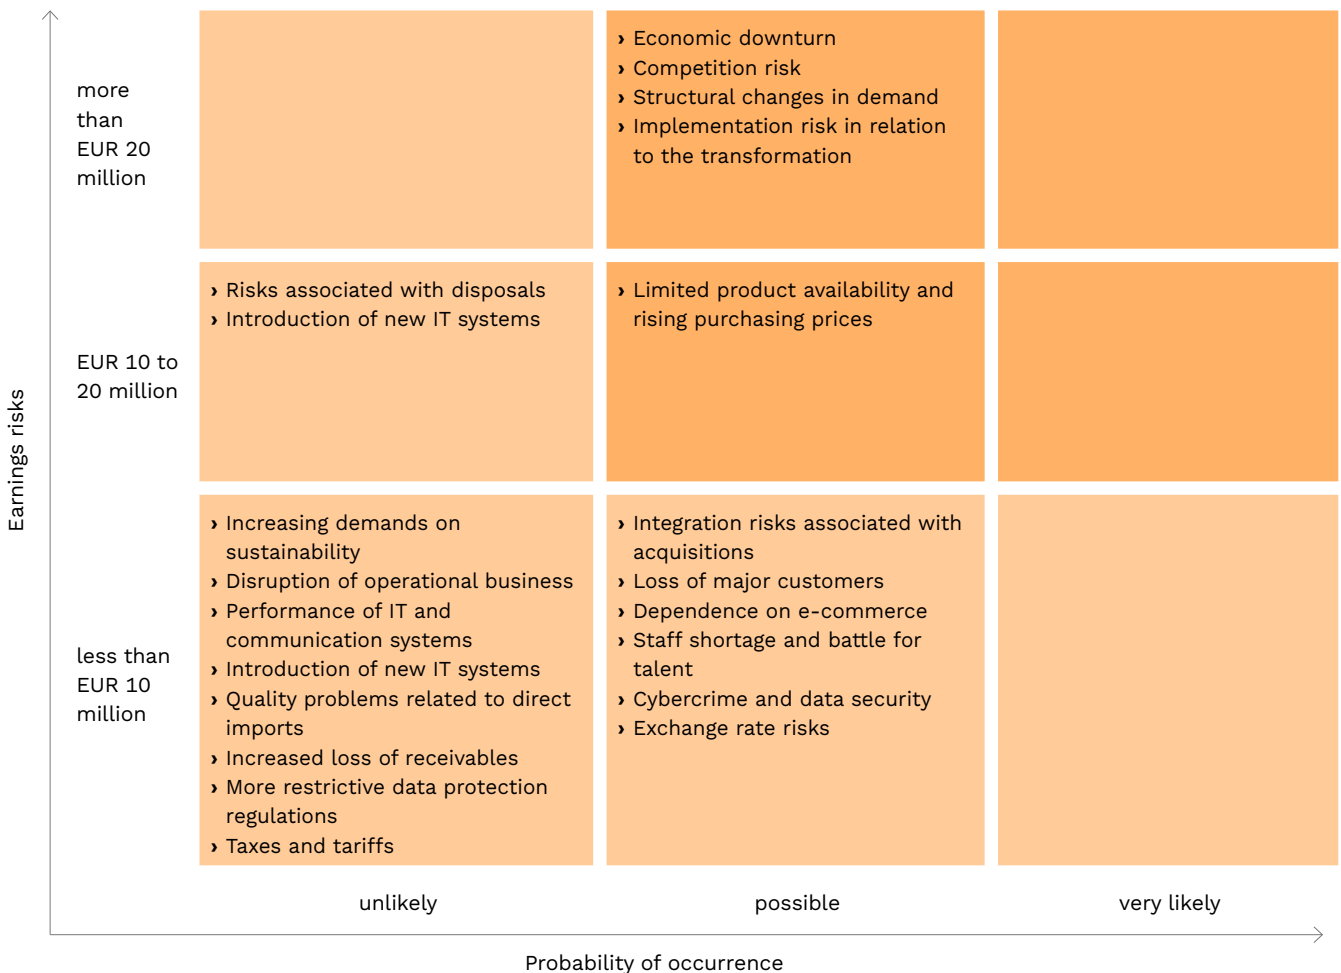 more
than
EUR 20
million
› Economic downturn
› Competition risk
› Structural changes in demand
› Implementation risk in relation
to the transformation
EUR 10 to
20 million
› Risks associated with disposals
› Introduction of new IT systems
› Limited product availability and
rising purchasing prices
Earnings risks
less than
EUR 10
million
› Increasing demands on
sustainability
› Disruption of operational business
› Performance of IT and
communication systems
› Introduction of new IT systems
› Quality problems related to direct
imports
› Increased loss of receivables
› More restrictive data protection
regulations
› Taxes and tariffs
› Integration risks associated with
acquisitions
› Loss of major customers
› Dependence on e-commerce
› Staff shortage and battle for
talent
› Cybercrime and data security
› Exchange rate risks
unlikely
possible
very likely
Probability of occurrence